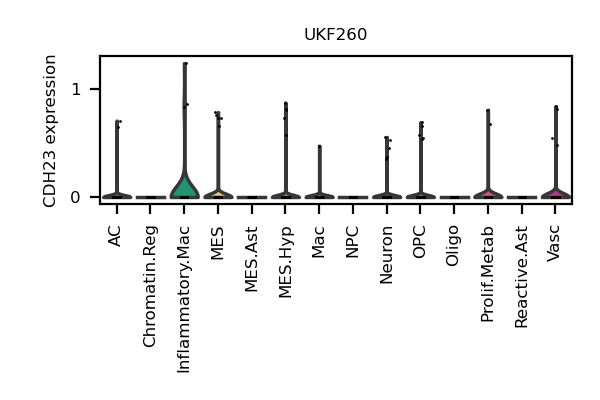 UKF260
CDH23 expression
1
0
AC
Chromatin.Reg
Inflammatory.Mac
MES
MES.Ast
MES.Hyp
Mac
NPC
Neuron
OPC
Oligo
Prolif.Metab
Reactive.Ast
Vasc